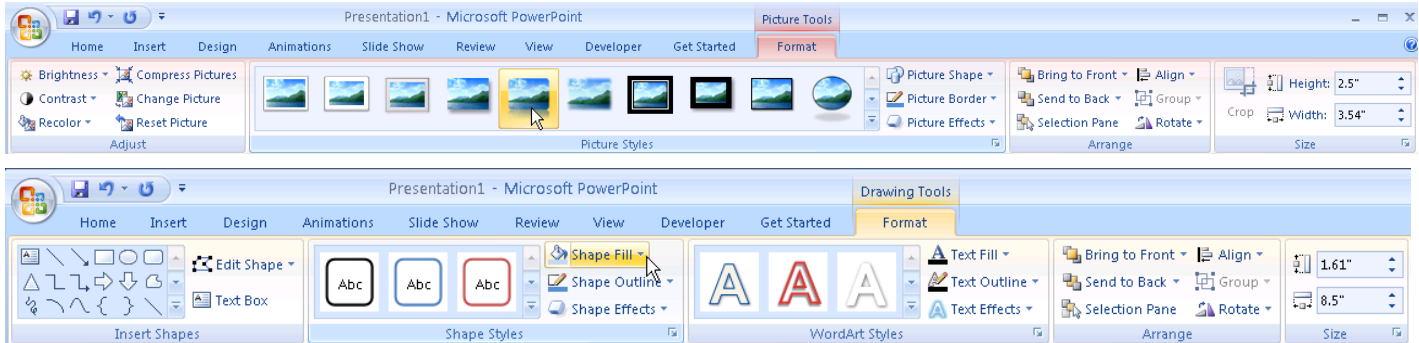 Presentation1 - Microsoft PowerPoint Picture Tools
Home Insert Design Animations Slide Show Review View Developer Get Started Format
Brightness Compress Pictures Picture Shape Bring to Front Align Height: 2.5"
Contrast Change Picture Picture Border Send to Back Group Crop Width: 3.54"
Recolor Reset Picture Picture Effects Selection Pane Rotate
Adjust Picture Styles Arrange Size
Presentation1 - Microsoft PowerPoint Drawing Tools
Home Insert Design Animations Slide Show Review View Developer Get Started Format
Edit Shape Shape Fill Text Fill Bring to Front Align 1.61"
Abc Abc Abc Shape Outline A A A Text Outline Send to Back Group
Text Box Shape Effects Text Effects Selection Pane Rotate 8.5"
Insert Shapes Shape Styles WordArt Styles Arrange Size